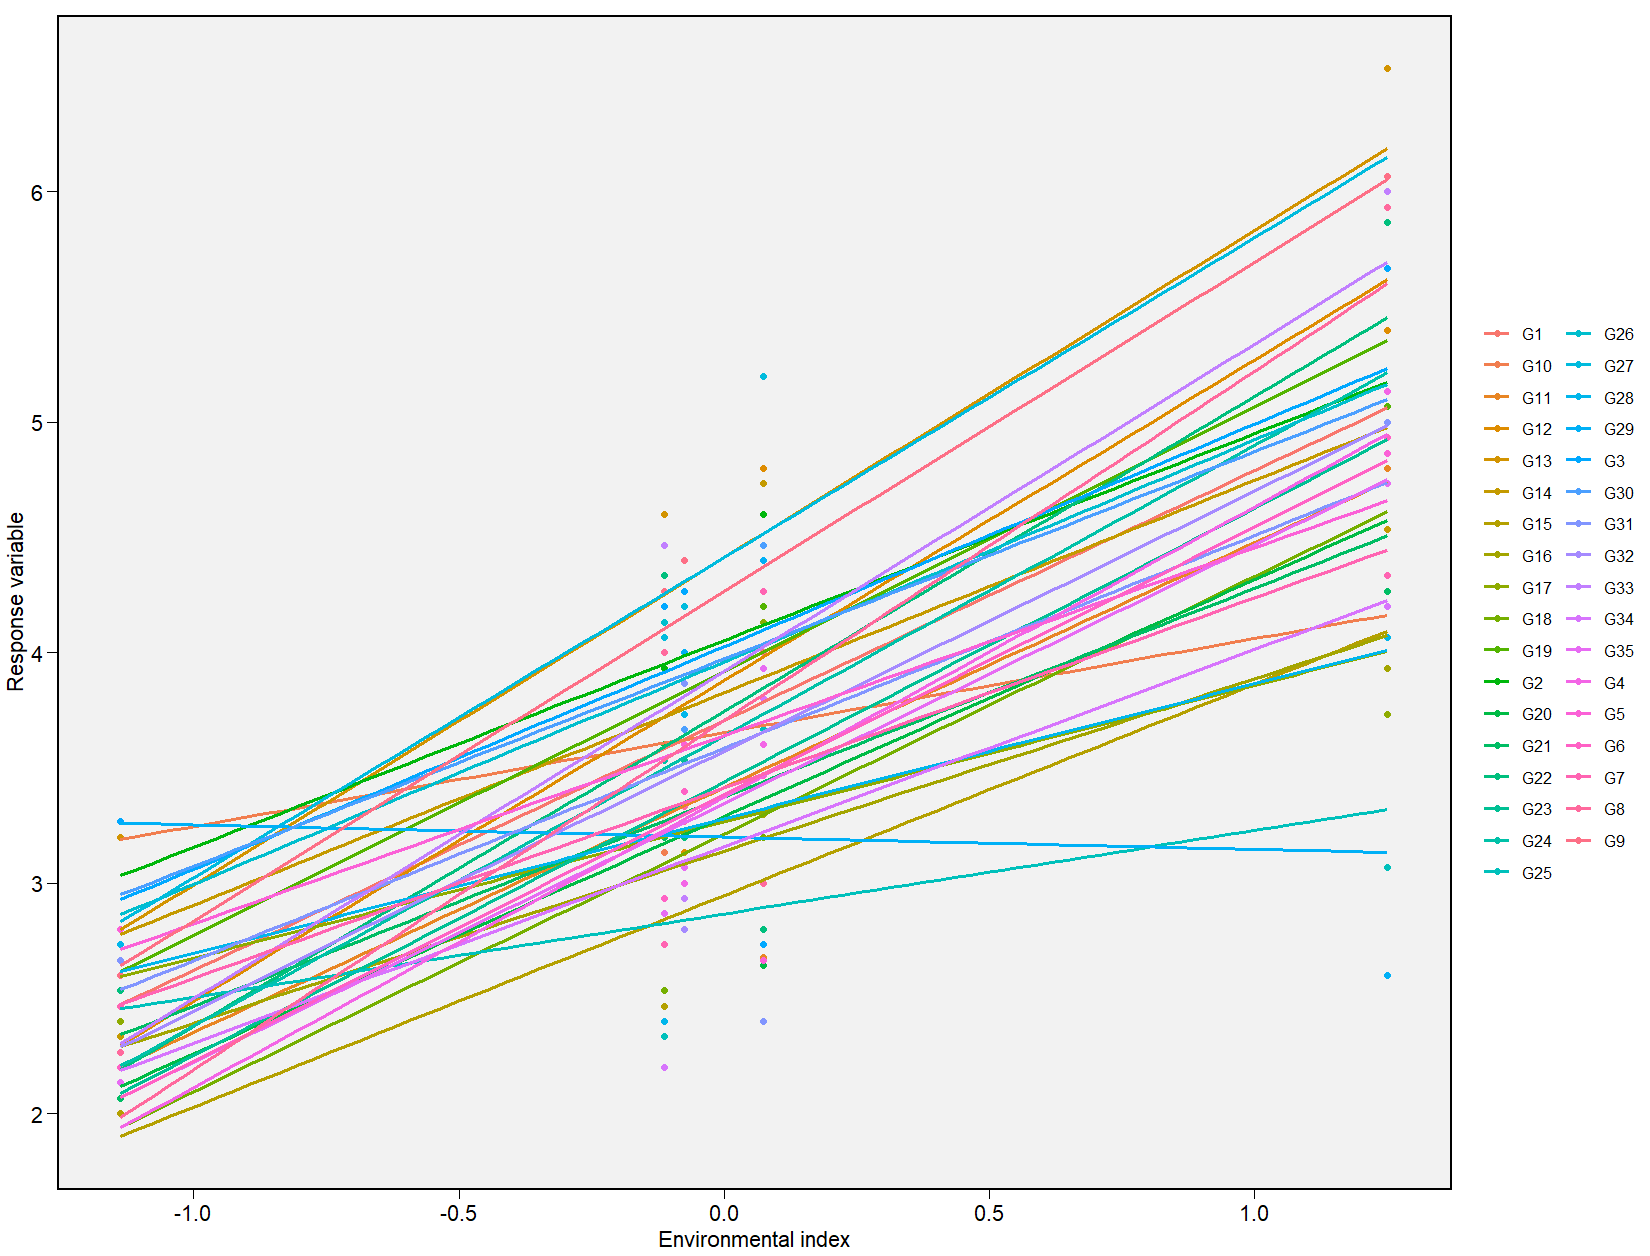 6
5
4
3
2
Response variable
-1.0 -0.5 0.0 0.5 1.0
Environmental index
G1 G26
G10 G27
G11 G28
G12 G29
G13 G3
G14 G30
G15 G31
G16 G32
G17 G33
G18 G34
G19 G35
G2 G4
G20 G5
G21 G6
G22 G7
G23 G8
G24 G9
G25